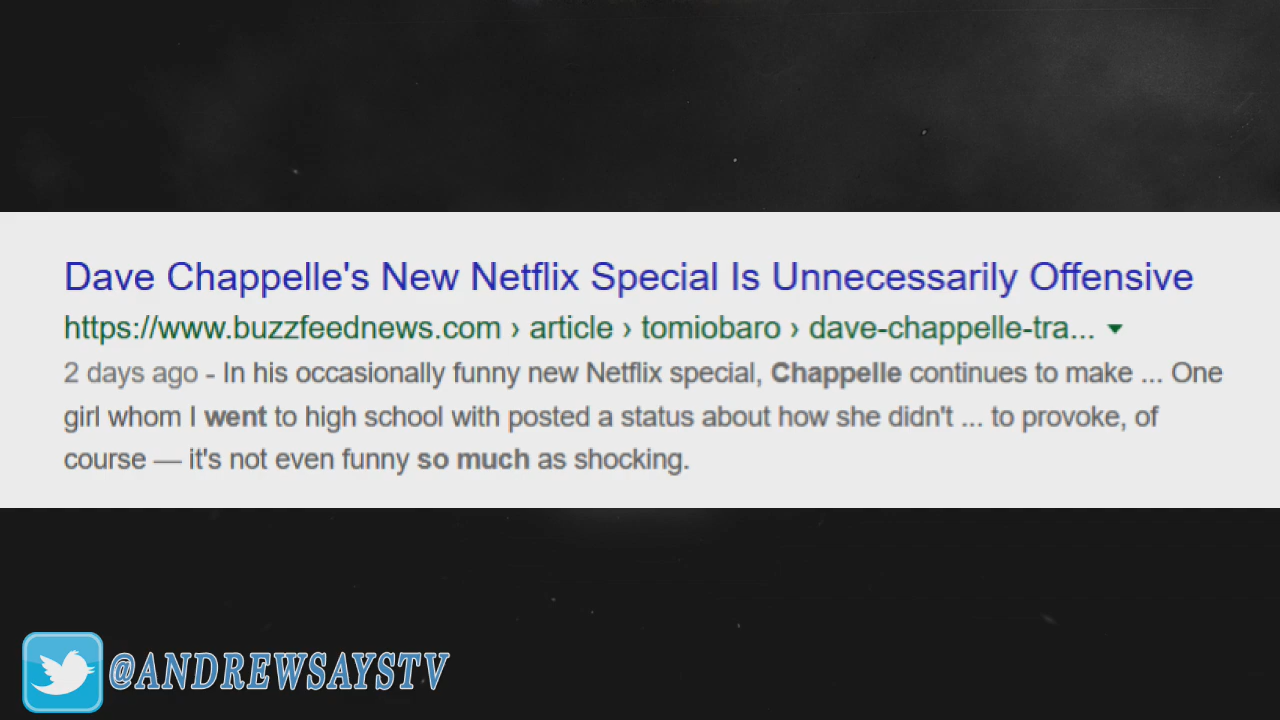 Dave Chappelle's New Netflix Special Is Unnecessarily Offensive
https://www.buzzfeednews.com › article › tomiobaro › dave-chappelle-tra...
2 days ago - In his occasionally funny new Netflix special, Chappelle continues to make ... One
girl whom I went to high school with posted a status about how she didn't ... to provoke, of
course — it's not even funny so much as shocking.
@ANDREWSAYSTV